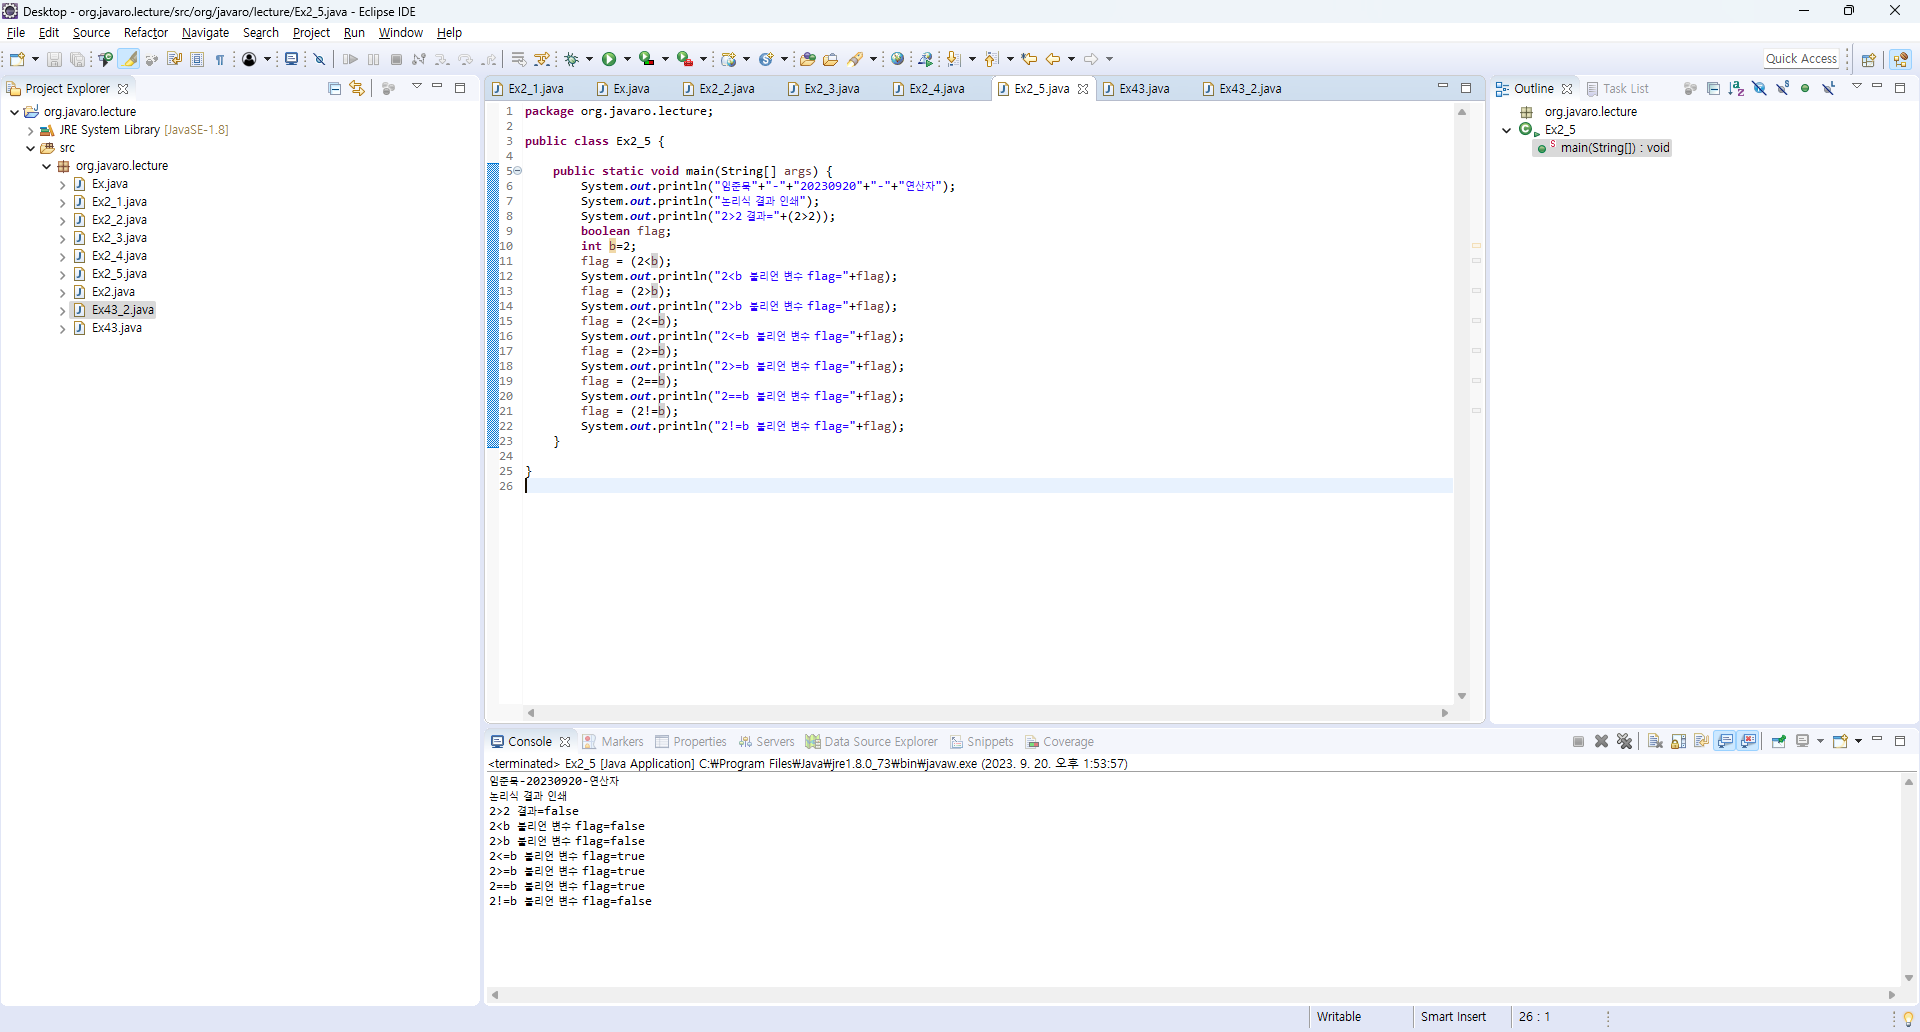 Desktop - org.javaro.lecture/src/org/javaro/lecture/Ex2_5.java - Eclipse IDE
File Edit Source Refactor Navigate Search Project Run Window Help
Quick Access
Project Explorer
org.javaro.lecture
JRE System Library [JavaSE-1.8]
src
org.javaro.lecture
Ex.java
Ex2_1.java
Ex2_2.java
Ex2_3.java
Ex2_4.java
Ex2_5.java
Ex2.java
Ex43_2.java
Ex43.java
Ex2_1.java Ex.java Ex2_2.java Ex2_3.java Ex2_4.java Ex2_5.java Ex43.java Ex43_2.java
1 package org.javaro.lecture;
2
3 public class Ex2_5 {
4
5 public static void main(String[] args) {
6 System.out.println("임준묵"+"-"+"20230920"+"-"+"연산자");
7 System.out.println("논리식 결과 인쇄");
8 System.out.println("2>2 결과="+(2>2));
9 boolean flag;
10 int b=2;
11 flag = (2<b);
12 System.out.println("2<b 불리언 변수 flag="+flag);
13 flag = (2>b);
14 System.out.println("2>b 불리언 변수 flag="+flag);
15 flag = (2<=b);
16 System.out.println("2<=b 불리언 변수 flag="+flag);
17 flag = (2>=b);
18 System.out.println("2>=b 불리언 변수 flag="+flag);
19 flag = (2==b);
20 System.out.println("2==b 불리언 변수 flag="+flag);
21 flag = (2!=b);
22 System.out.println("2!=b 불리언 변수 flag="+flag);
23 }
24
25 }
26
Outline Task List
org.javaro.lecture
Ex2_5
main(String[]) : void
Console Markers Properties Servers Data Source Explorer Snippets Coverage
<terminated> Ex2_5 [Java Application] C:₩Program Files₩Java₩jre1.8.0_73₩bin₩javaw.exe (2023. 9. 20. 오후 1:53:57)
임준묵-20230920-연산자
논리식 결과 인쇄
2>2 결과=false
2<b 불리언 변수 flag=false
2>b 불리언 변수 flag=false
2<=b 불리언 변수 flag=true
2>=b 불리언 변수 flag=true
2==b 불리언 변수 flag=true
2!=b 불리언 변수 flag=false
Writable Smart Insert 26 : 1